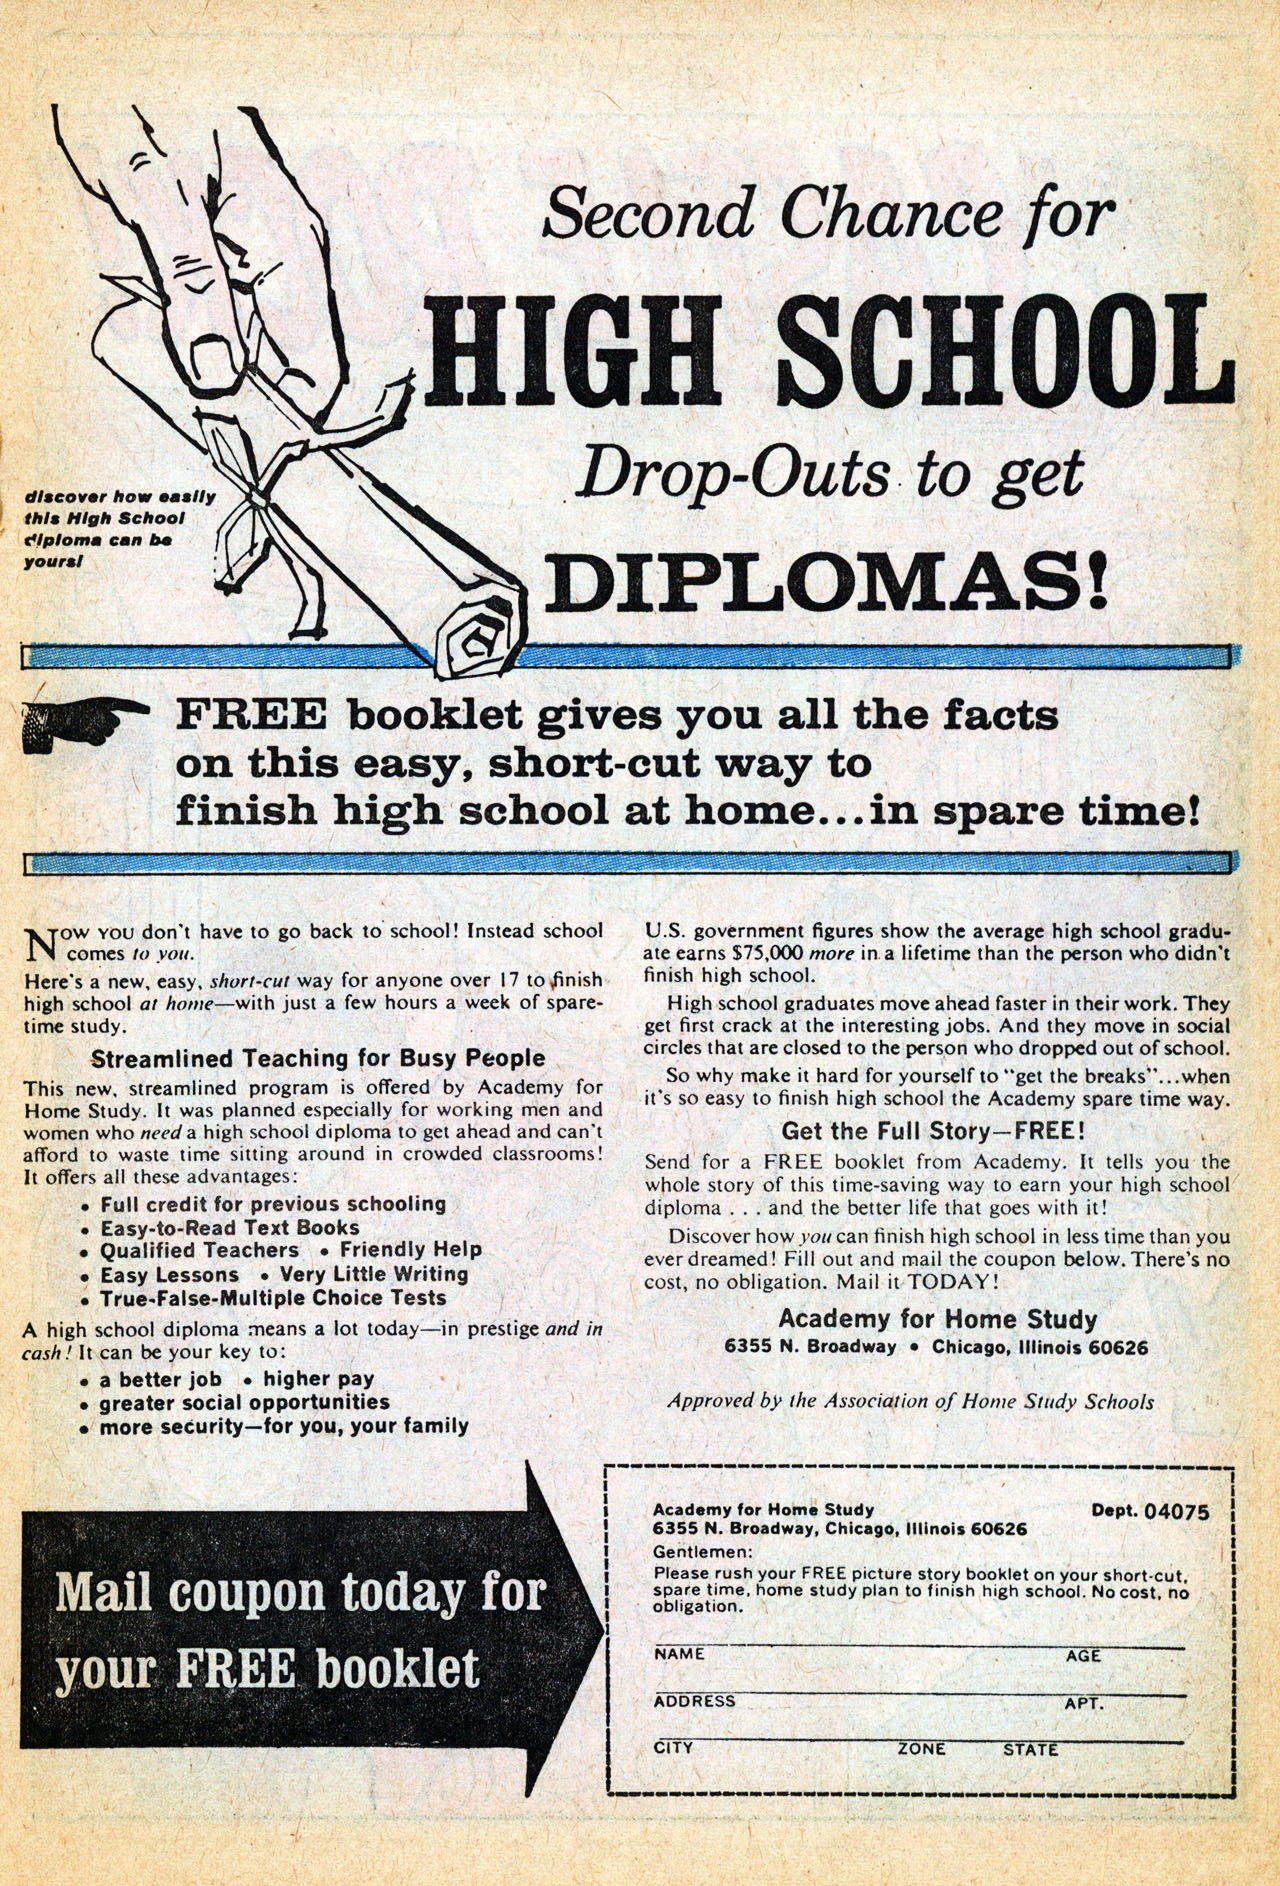 Second Chance for
HIGH SCHOOL
Drop-Outs to get
DIPLOMAS!
discover how easily
this High School
diploma can be
yours!
FREE booklet gives you all the facts
on this easy, short-cut way to
finish high school at home...in spare time!
NOW YOU don't have to go back to school! Instead school
comes to you.
Here's a new, easy, short-cut way for anyone over 17 to finish
high school at home—with just a few hours a week of spare-
time study.
Streamlined Teaching for Busy People
This new, streamlined program is offered by Academy for
Home Study. It was planned especially for working men and
women who need a high school diploma to get ahead and can't
afford to waste time sitting around in crowded classrooms!
It offers all these advantages:
• Full credit for previous schooling
• Easy-to-Read Text Books
• Qualified Teachers • Friendly Help
• Easy Lessons • Very Little Writing
• True-False-Multiple Choice Tests
A high school diploma means a lot today—in prestige and in
cash! It can be your key to:
• a better job • higher pay
• greater social opportunities
• more security—for you, your family
U.S. government figures show the average high school gradu-
ate earns $75,000 more in a lifetime than the person who didn't
finish high school.
High school graduates move ahead faster in their work. They
get first crack at the interesting jobs. And they move in social
circles that are closed to the person who dropped out of school.
So why make it hard for yourself to "get the breaks"...when
it's so easy to finish high school the Academy spare time way.
Get the Full Story—FREE!
Send for a FREE booklet from Academy. It tells you the
whole story of this time-saving way to earn your high school
diploma . . . and the better life that goes with it!
Discover how you can finish high school in less time than you
ever dreamed! Fill out and mail the coupon below. There's no
cost, no obligation. Mail it TODAY!
Academy for Home Study
6355 N. Broadway • Chicago, Illinois 60626
Approved by the Association of Home Study Schools
Mail coupon today for
your FREE booklet
Academy for Home Study Dept. 04075
6355 N. Broadway, Chicago, Illinois 60626
Gentlemen:
Please rush your FREE picture story booklet on your short-cut,
spare time, home study plan to finish high school. No cost, no
obligation.
NAME AGE
ADDRESS APT.
CITY ZONE STATE